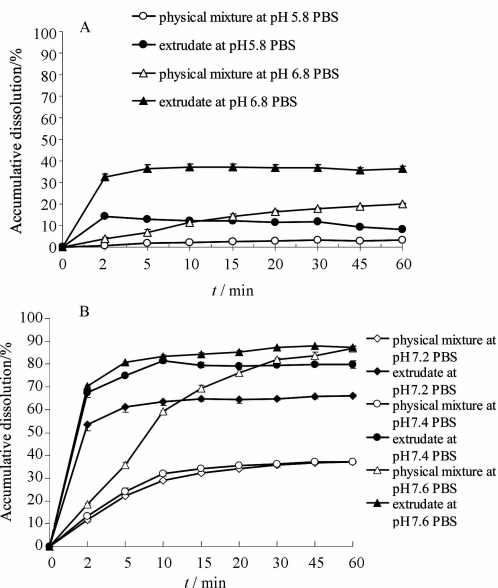 A
physical mixture at pH 5.8 PBS
extrudate at pH5.8 PBS
physical mixture at pH 6.8 PBS
extrudate at pH 6.8 PBS
Accumulative dissolution/%
100
90
80
70
60
50
40
30
20
10
0
0 2 5 10 15 20 30 45 60
t / min
B
physical mixture at
pH7.2 PBS
extrudate at
pH7.2 PBS
physical mixture at
pH7.4 PBS
extrudate at
pH7.4 PBS
physical mixture at
pH7.6 PBS
extrudate at
pH7.6 PBS
Accumulative dissolution/%
100
90
80
70
60
50
40
30
20
10
0
0 2 5 10 15 20 30 45 60
t / min